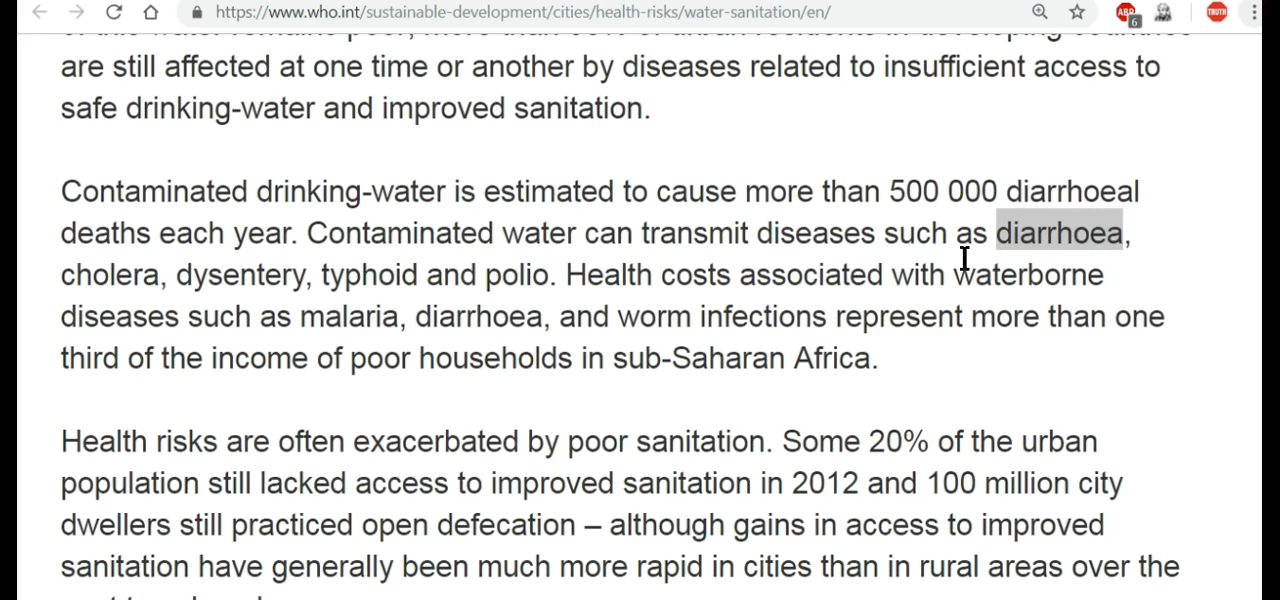 https://www.who.int/sustainable-development/cities/health-risks/water-sanitation/en/
ABP
6
TRUTH
are still affected at one time or another by diseases related to insufficient access to
safe drinking-water and improved sanitation.
Contaminated drinking-water is estimated to cause more than 500 000 diarrhoeal
deaths each year. Contaminated water can transmit diseases such as diarrhoea,
cholera, dysentery, typhoid and polio. Health costs associated with waterborne
diseases such as malaria, diarrhoea, and worm infections represent more than one
third of the income of poor households in sub-Saharan Africa.
Health risks are often exacerbated by poor sanitation. Some 20% of the urban
population still lacked access to improved sanitation in 2012 and 100 million city
dwellers still practiced open defecation – although gains in access to improved
sanitation have generally been much more rapid in cities than in rural areas over the